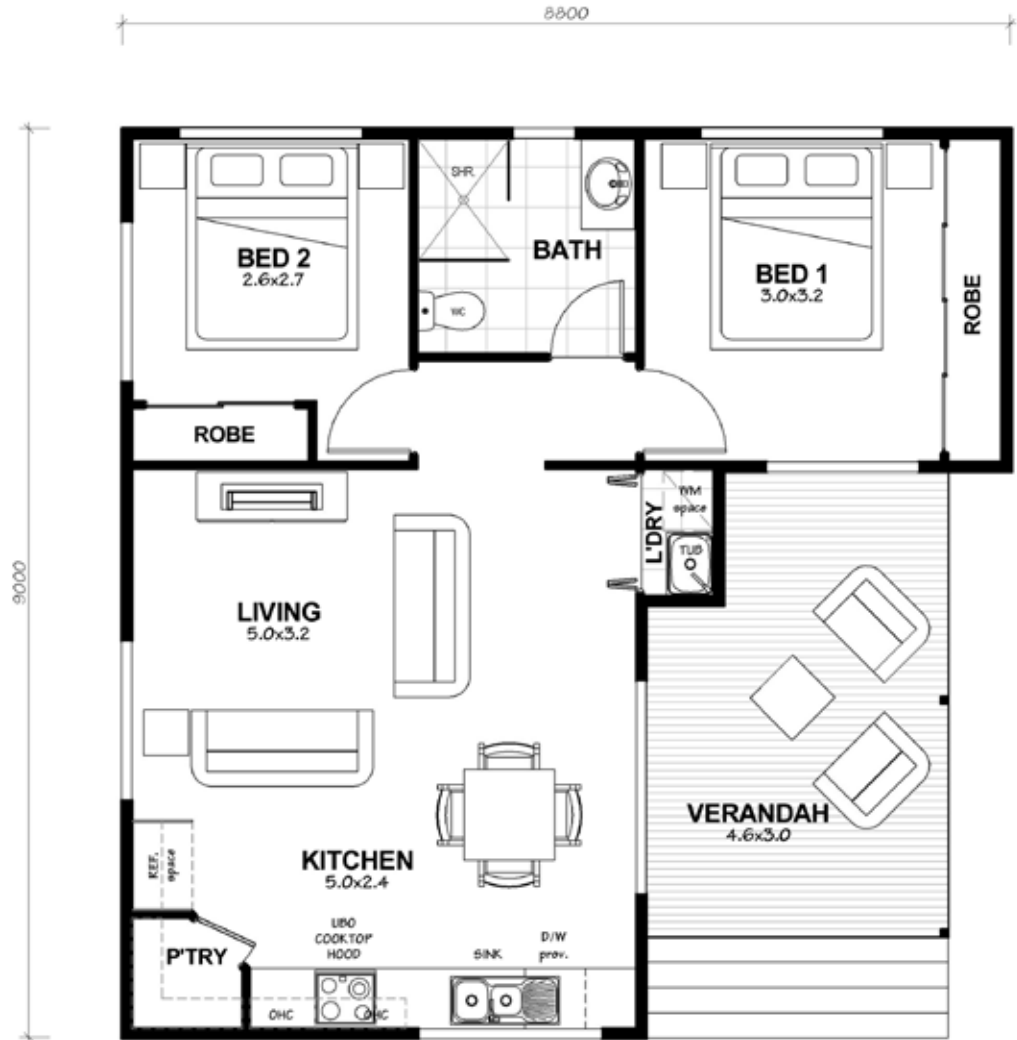 8800
9000
SHR.
BATH
BED 2
2.6x2.7
WC
BED 1
3.0x3.2
ROBE
ROBE
L'DRY
WM
space
TUB
LIVING
5.0x3.2
VERANDAH
4.6x3.0
REF.
space
KITCHEN
5.0x2.4
P'TRY
UBO
COOKTOP
HOOD
SINK
D/W
prov.
OHC
OHC